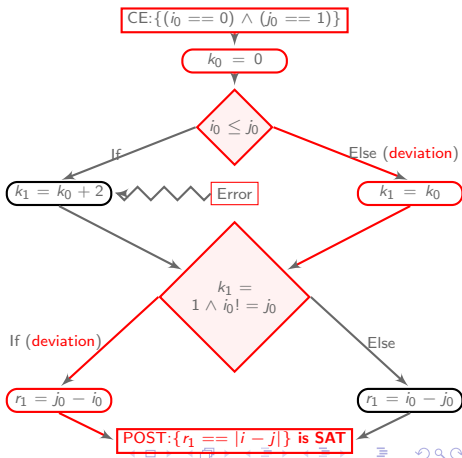 CE:{(i₀ == 0) ∧ (j₀ == 1)}
k₀ = 0
i₀ ≤ j₀
If
Else (deviation)
k₁ = k₀ + 2
Error
k₁ = k₀
k₁ =
1 ∧ i₀! = j₀
If (deviation)
Else
r₁ = j₀ − i₀
r₁ = i₀ − j₀
POST:{r₁ == |i − j|} is SAT